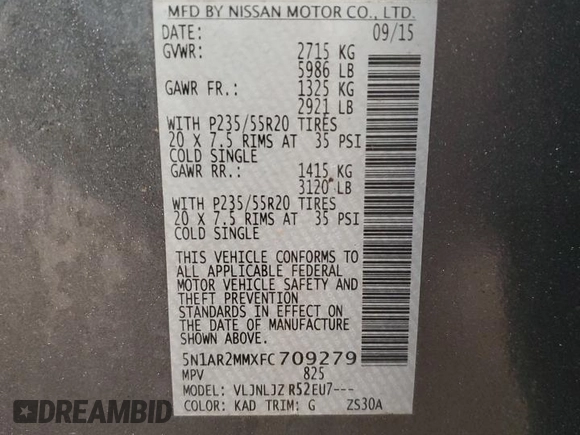 MFD BY NISSAN MOTOR CO., LTD.
DATE: 09/15
GVWR: 2715 KG
5986 LB
GAWR FR.: 1325 KG
2921 LB
WITH P235/55R20 TIRES
20 X 7.5 RIMS AT 35 PSI
COLD SINGLE
GAWR RR.: 1415 KG
3120 LB
WITH P235/55R20 TIRES
20 X 7.5 RIMS AT 35 PSI
COLD SINGLE
THIS VEHICLE CONFORMS TO
ALL APPLICABLE FEDERAL
MOTOR VEHICLE SAFETY AND
THEFT PREVENTION
STANDARDS IN EFFECT ON
THE DATE OF MANUFACTURE
SHOWN ABOVE.
5N1AR2MMXFC709279
MPV 825
MODEL: VLJNLJZ R52EU7---
COLOR: KAD TRIM: G ZS30A
DREAMBID